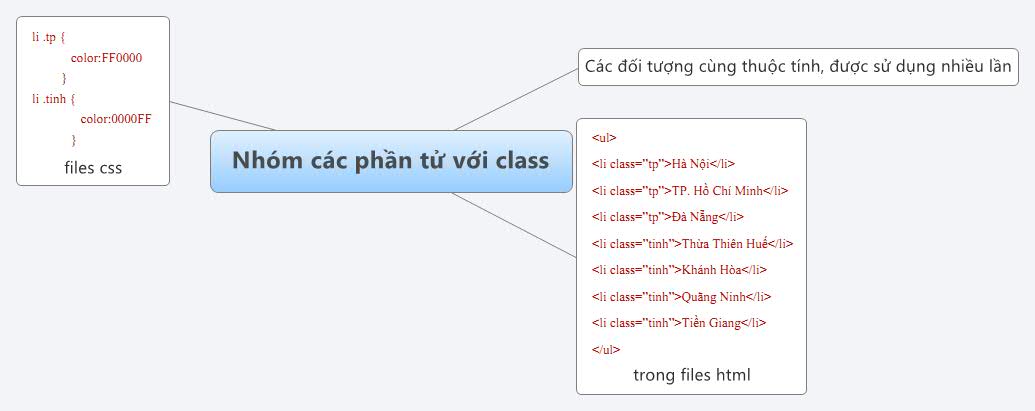 li .tp {
color:FF0000
}
li .tinh {
color:0000FF
}
files css
Nhóm các phần tử với class
Các đối tượng cùng thuộc tính, được sử dụng nhiều lần
<ul>
<li class=”tp”>Hà Nội</li>
<li class=”tp”>TP. Hồ Chí Minh</li>
<li class=”tp”>Đà Nẵng</li>
<li class=”tinh”>Thừa Thiên Huế</li>
<li class=”tinh”>Khánh Hòa</li>
<li class=”tinh”>Quãng Ninh</li>
<li class=”tinh”>Tiền Giang</li>
</ul>
trong files html